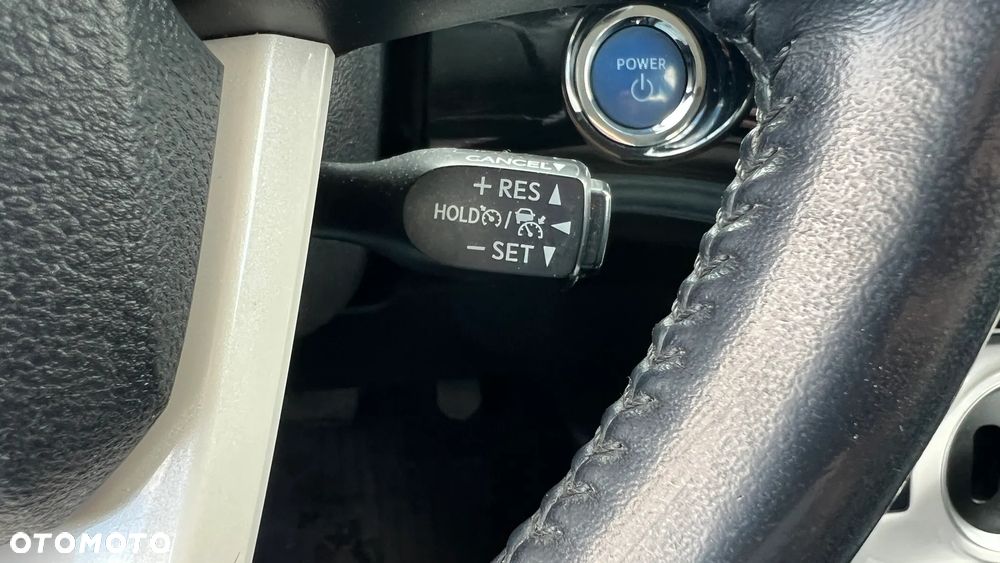 POWER
CANCEL▼
+ RES ▲
HOLD / ◀
− SET ▼
OTOMOTO